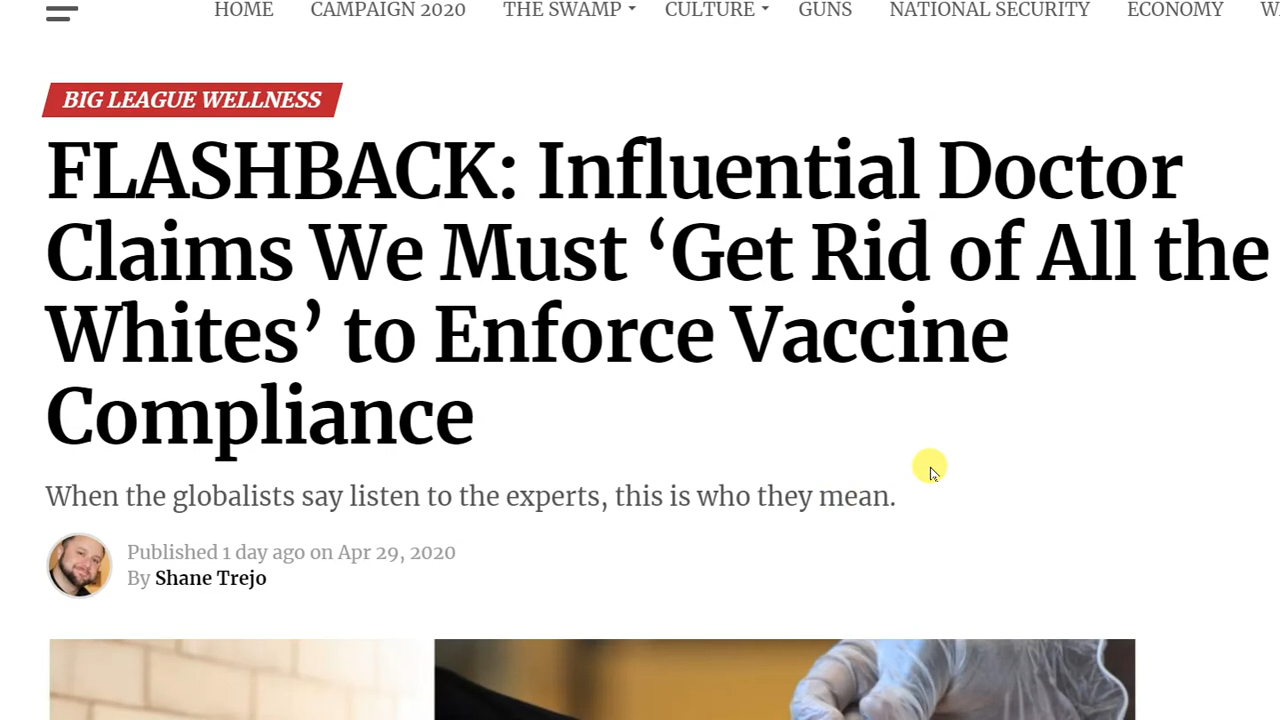 HOME CAMPAIGN 2020 THE SWAMP CULTURE GUNS NATIONAL SECURITY ECONOMY
BIG LEAGUE WELLNESS
FLASHBACK: Influential Doctor
Claims We Must ‘Get Rid of All the
Whites’ to Enforce Vaccine
Compliance
When the globalists say listen to the experts, this is who they mean.
Published 1 day ago on Apr 29, 2020
By Shane Trejo